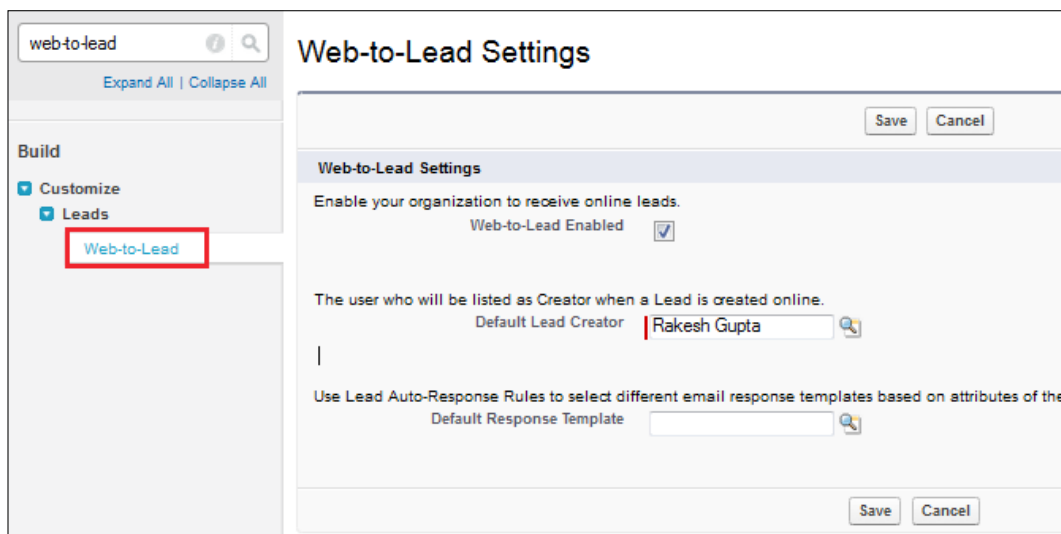 web-to-lead
Expand All | Collapse All
Build
Customize
Leads
Web-to-Lead
Web-to-Lead Settings
Save Cancel
Web-to-Lead Settings
Enable your organization to receive online leads.
Web-to-Lead Enabled
The user who will be listed as Creator when a Lead is created online.
Default Lead Creator Rakesh Gupta
Use Lead Auto-Response Rules to select different email response templates based on attributes of the
Default Response Template
Save Cancel